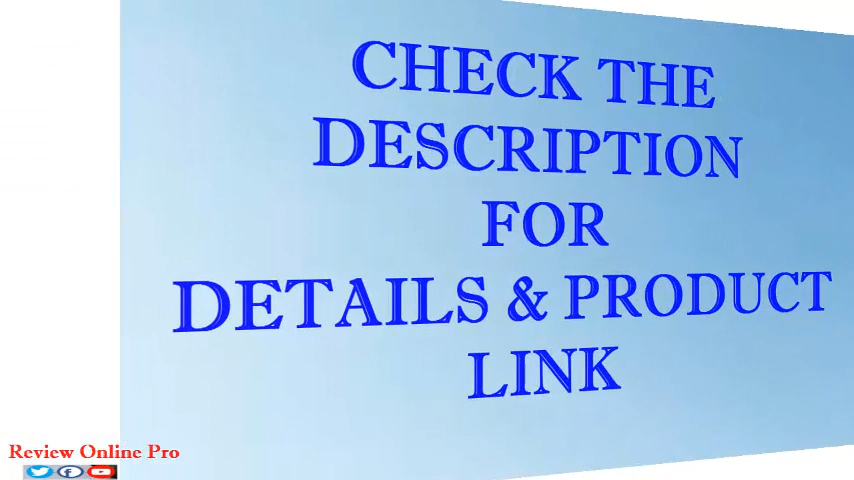 CHECK THE
DESCRIPTION
FOR
DETAILS & PRODUCT
LINK
Review Online Pro